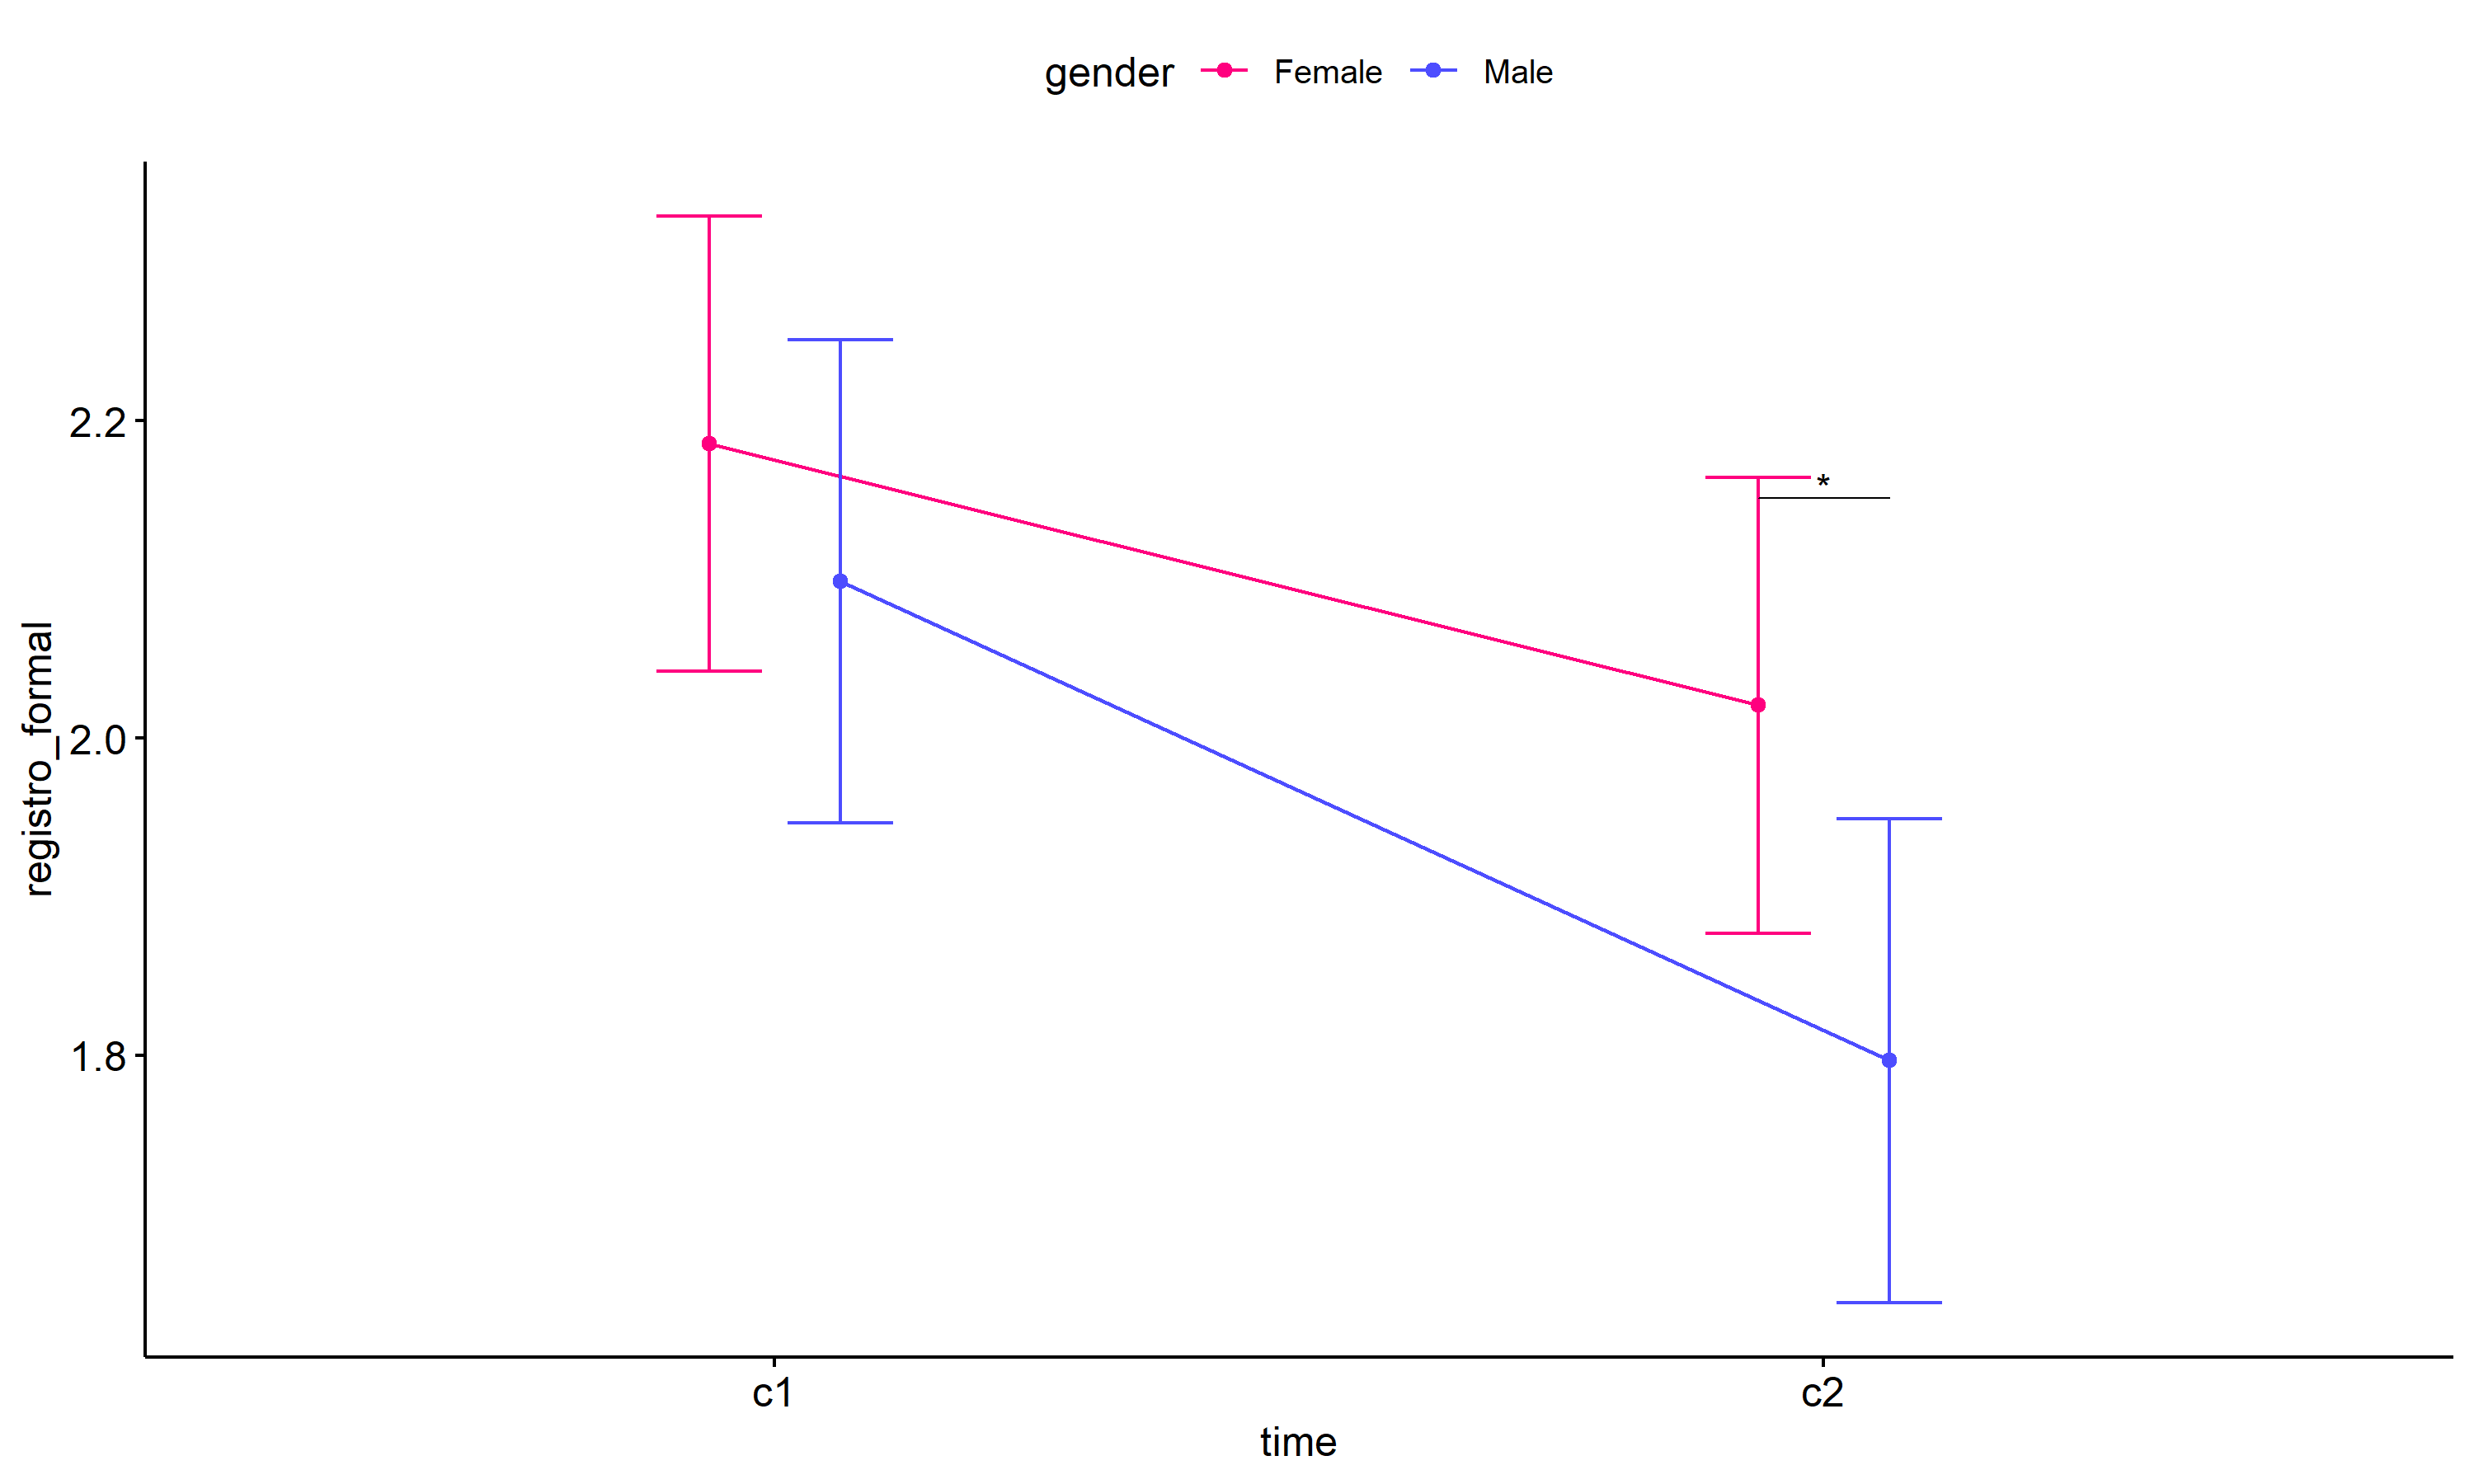 gender Female Male
registro_formal
2.2
2.0
1.8
*
c1 c2
time